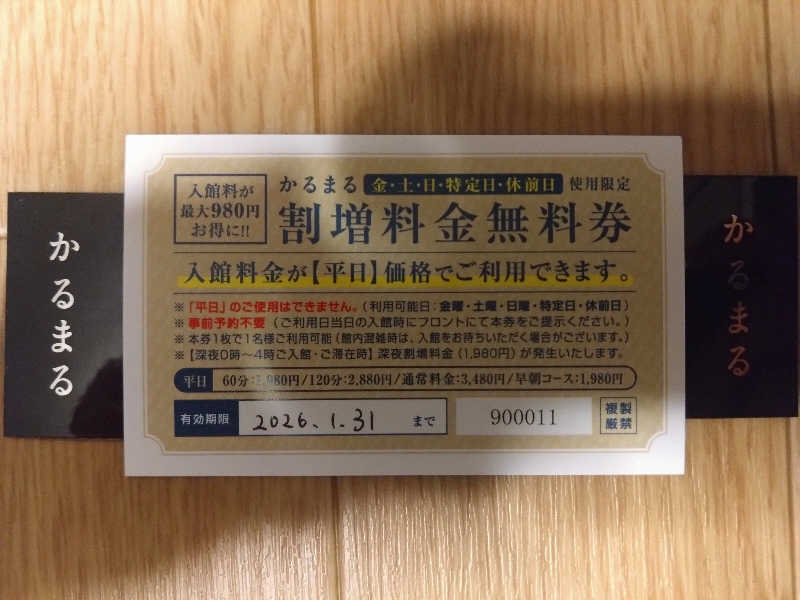 かるまる
入館料が
最大980円
お得に!!
かるまる 金・土・日・特定日・休前日 使用限定
割増料金無料券
入館料金が【平日】価格でご利用できます。
※「平日」のご使用はできません。（利用可能日：金曜・土曜・日曜・特定日・休前日）
※事前予約不要（ご利用日当日の入館時にフロントにて本券をご提示ください。）
※本券1枚で1名様ご利用可能（館内混雑時は、入館をお待ちいただく場合がございます。）
※【深夜0時〜4時ご入館・ご滞在時】深夜割増料金（1,980円）が発生いたします。
平日 60分:1,980円/120分:2,880円/通常料金:3,480円/早朝コース:1,980円
有効期限 2026.1.31 まで
900011
複製
厳禁
かるまる